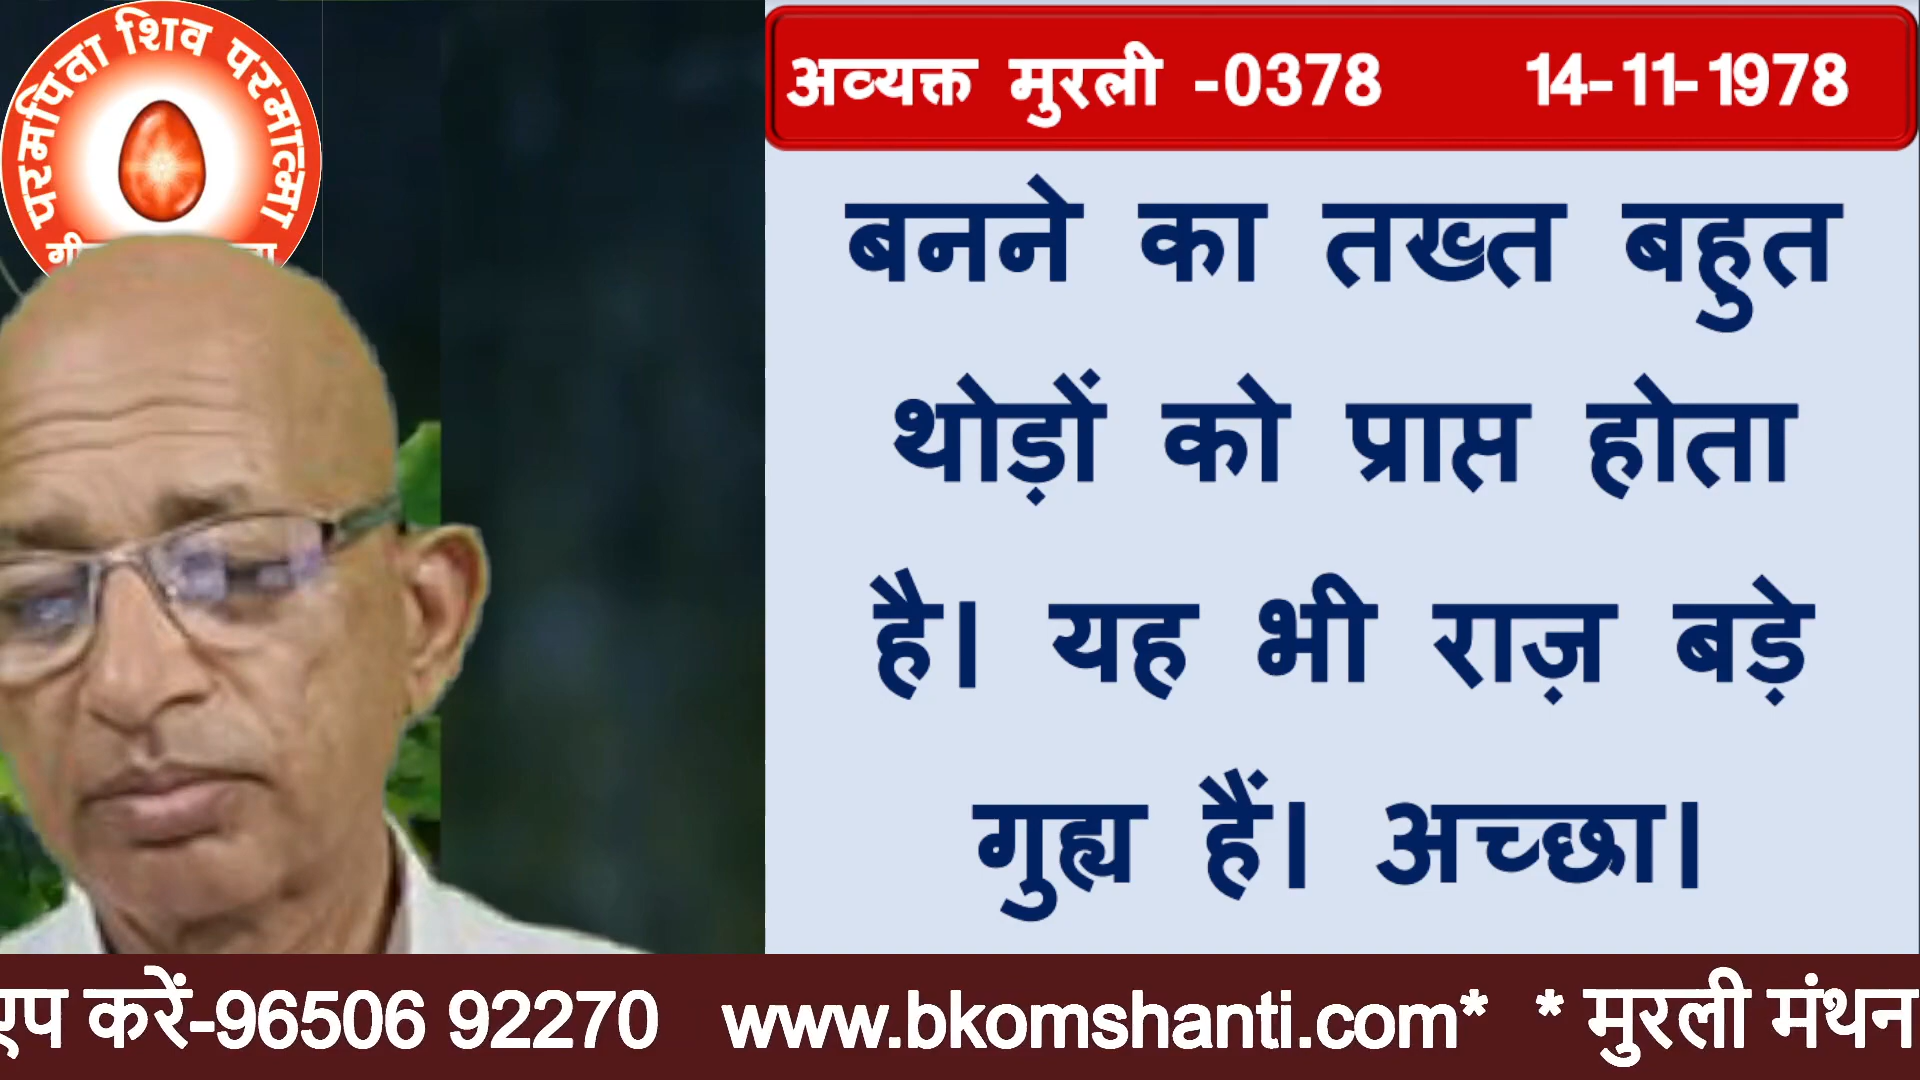 परमपिता शिव परमात्मा
अव्यक्त मुरली -0378 14-11-1978
बनने का तख्त बहुत
थोड़ों को प्राप्त होता
है। यह भी राज़ बड़े
गुह्य हैं। अच्छा।
एप करें-96506 92270 www.bkomshanti.com* * मुरली मंथन